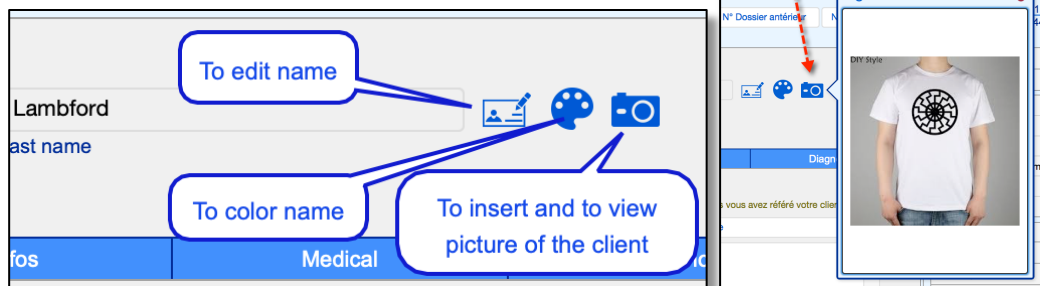 To edit name
Lambford
ast name
To color name
To insert and to view
picture of the client
fos
Medical
N° Dossier antérieur
DIY Style
Diagn
s vous avez référé votre clier